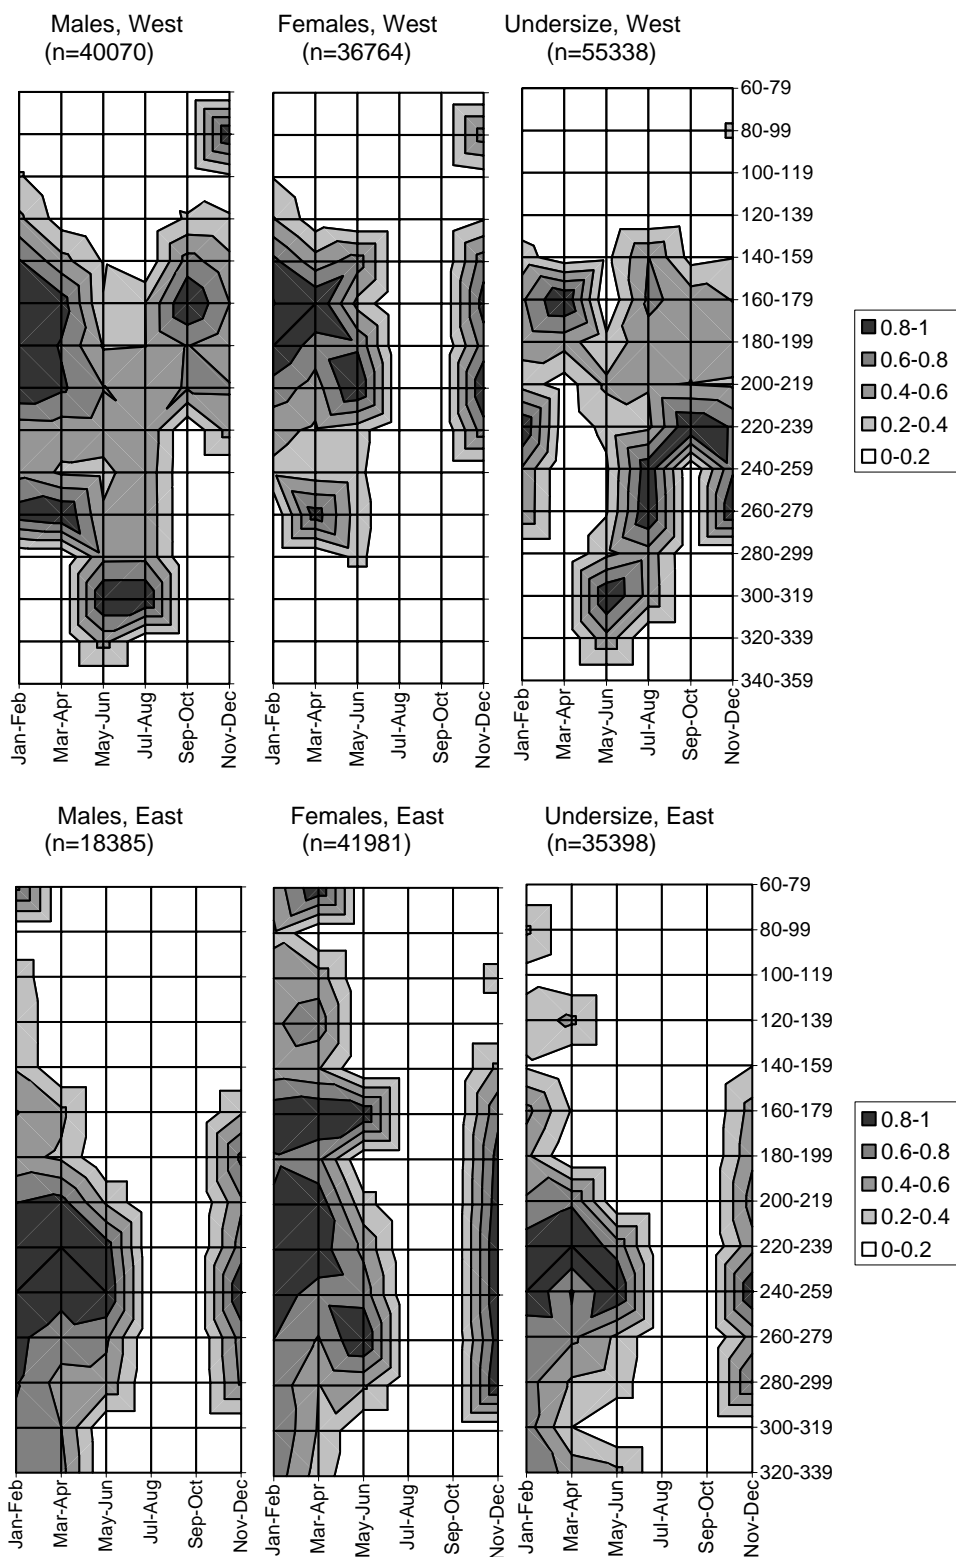 Males, West
(n=40070)
Females, West
(n=36764)
Undersize, West
(n=55338)
60-79
80-99
100-119
120-139
140-159
160-179
180-199
200-219
220-239
240-259
260-279
280-299
300-319
320-339
340-359
0.8-1
0.6-0.8
0.4-0.6
0.2-0.4
0-0.2
Jan-Feb
Mar-Apr
May-Jun
Jul-Aug
Sep-Oct
Nov-Dec
Jan-Feb
Mar-Apr
May-Jun
Jul-Aug
Sep-Oct
Nov-Dec
Jan-Feb
Mar-Apr
May-Jun
Jul-Aug
Sep-Oct
Nov-Dec
Males, East
(n=18385)
Females, East
(n=41981)
Undersize, East
(n=35398)
60-79
80-99
100-119
120-139
140-159
160-179
180-199
200-219
220-239
240-259
260-279
280-299
300-319
320-339
0.8-1
0.6-0.8
0.4-0.6
0.2-0.4
0-0.2
Jan-Feb
Mar-Apr
May-Jun
Jul-Aug
Sep-Oct
Nov-Dec
Jan-Feb
Mar-Apr
May-Jun
Jul-Aug
Sep-Oct
Nov-Dec
Jan-Feb
Mar-Apr
May-Jun
Jul-Aug
Sep-Oct
Nov-Dec